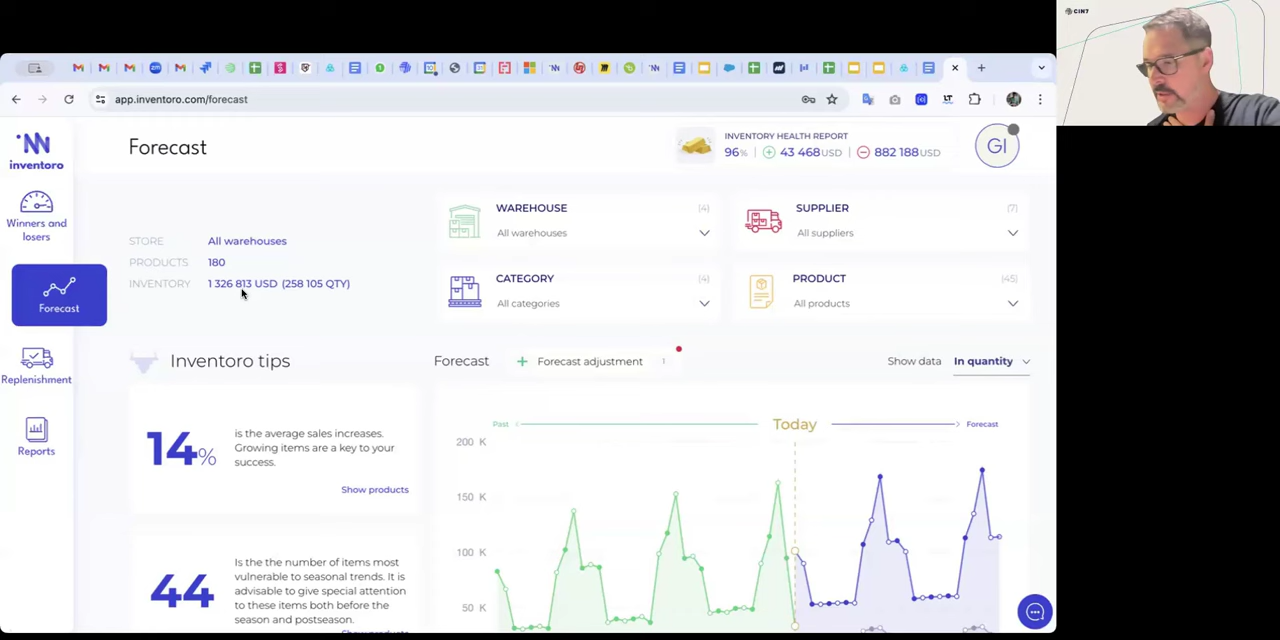 CIN7
app.inventoro.com/forecast
inventoro
Forecast
INVENTORY HEALTH REPORT
96% | 43 468 USD | 882 188 USD
GI
Winners and
losers
Forecast
Replenishment
Reports
STORE All warehouses
PRODUCTS 180
INVENTORY 1 326 813 USD (258 105 QTY)
WAREHOUSE (4)
All warehouses
SUPPLIER (7)
All suppliers
CATEGORY (4)
All categories
PRODUCT (45)
All products
Inventoro tips
Forecast
+ Forecast adjustment 1
Show data In quantity
14%
is the average sales increases.
Growing items are a key to your
success.
Show products
44
Is the the number of items most
vulnerable to seasonal trends. It is
advisable to give special attention
to these items both before the
season and postseason.
Show products
Past
Today
Forecast
200 K
150 K
100 K
50 K